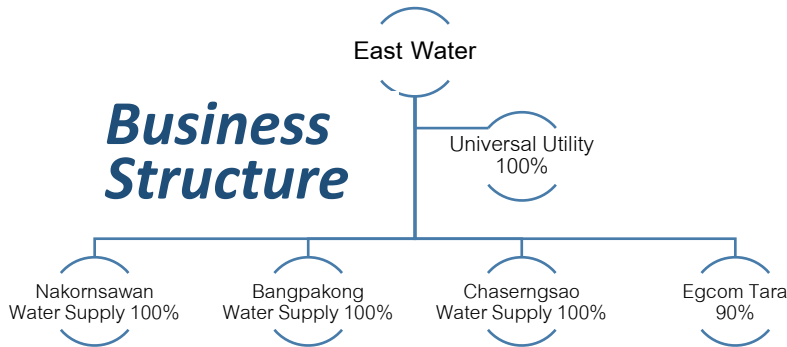 East Water
Business
Structure
Universal Utility
100%
Nakornsawan
Water Supply 100%
Bangpakong
Water Supply 100%
Chaserngsao
Water Supply 100%
Egcom Tara
90%